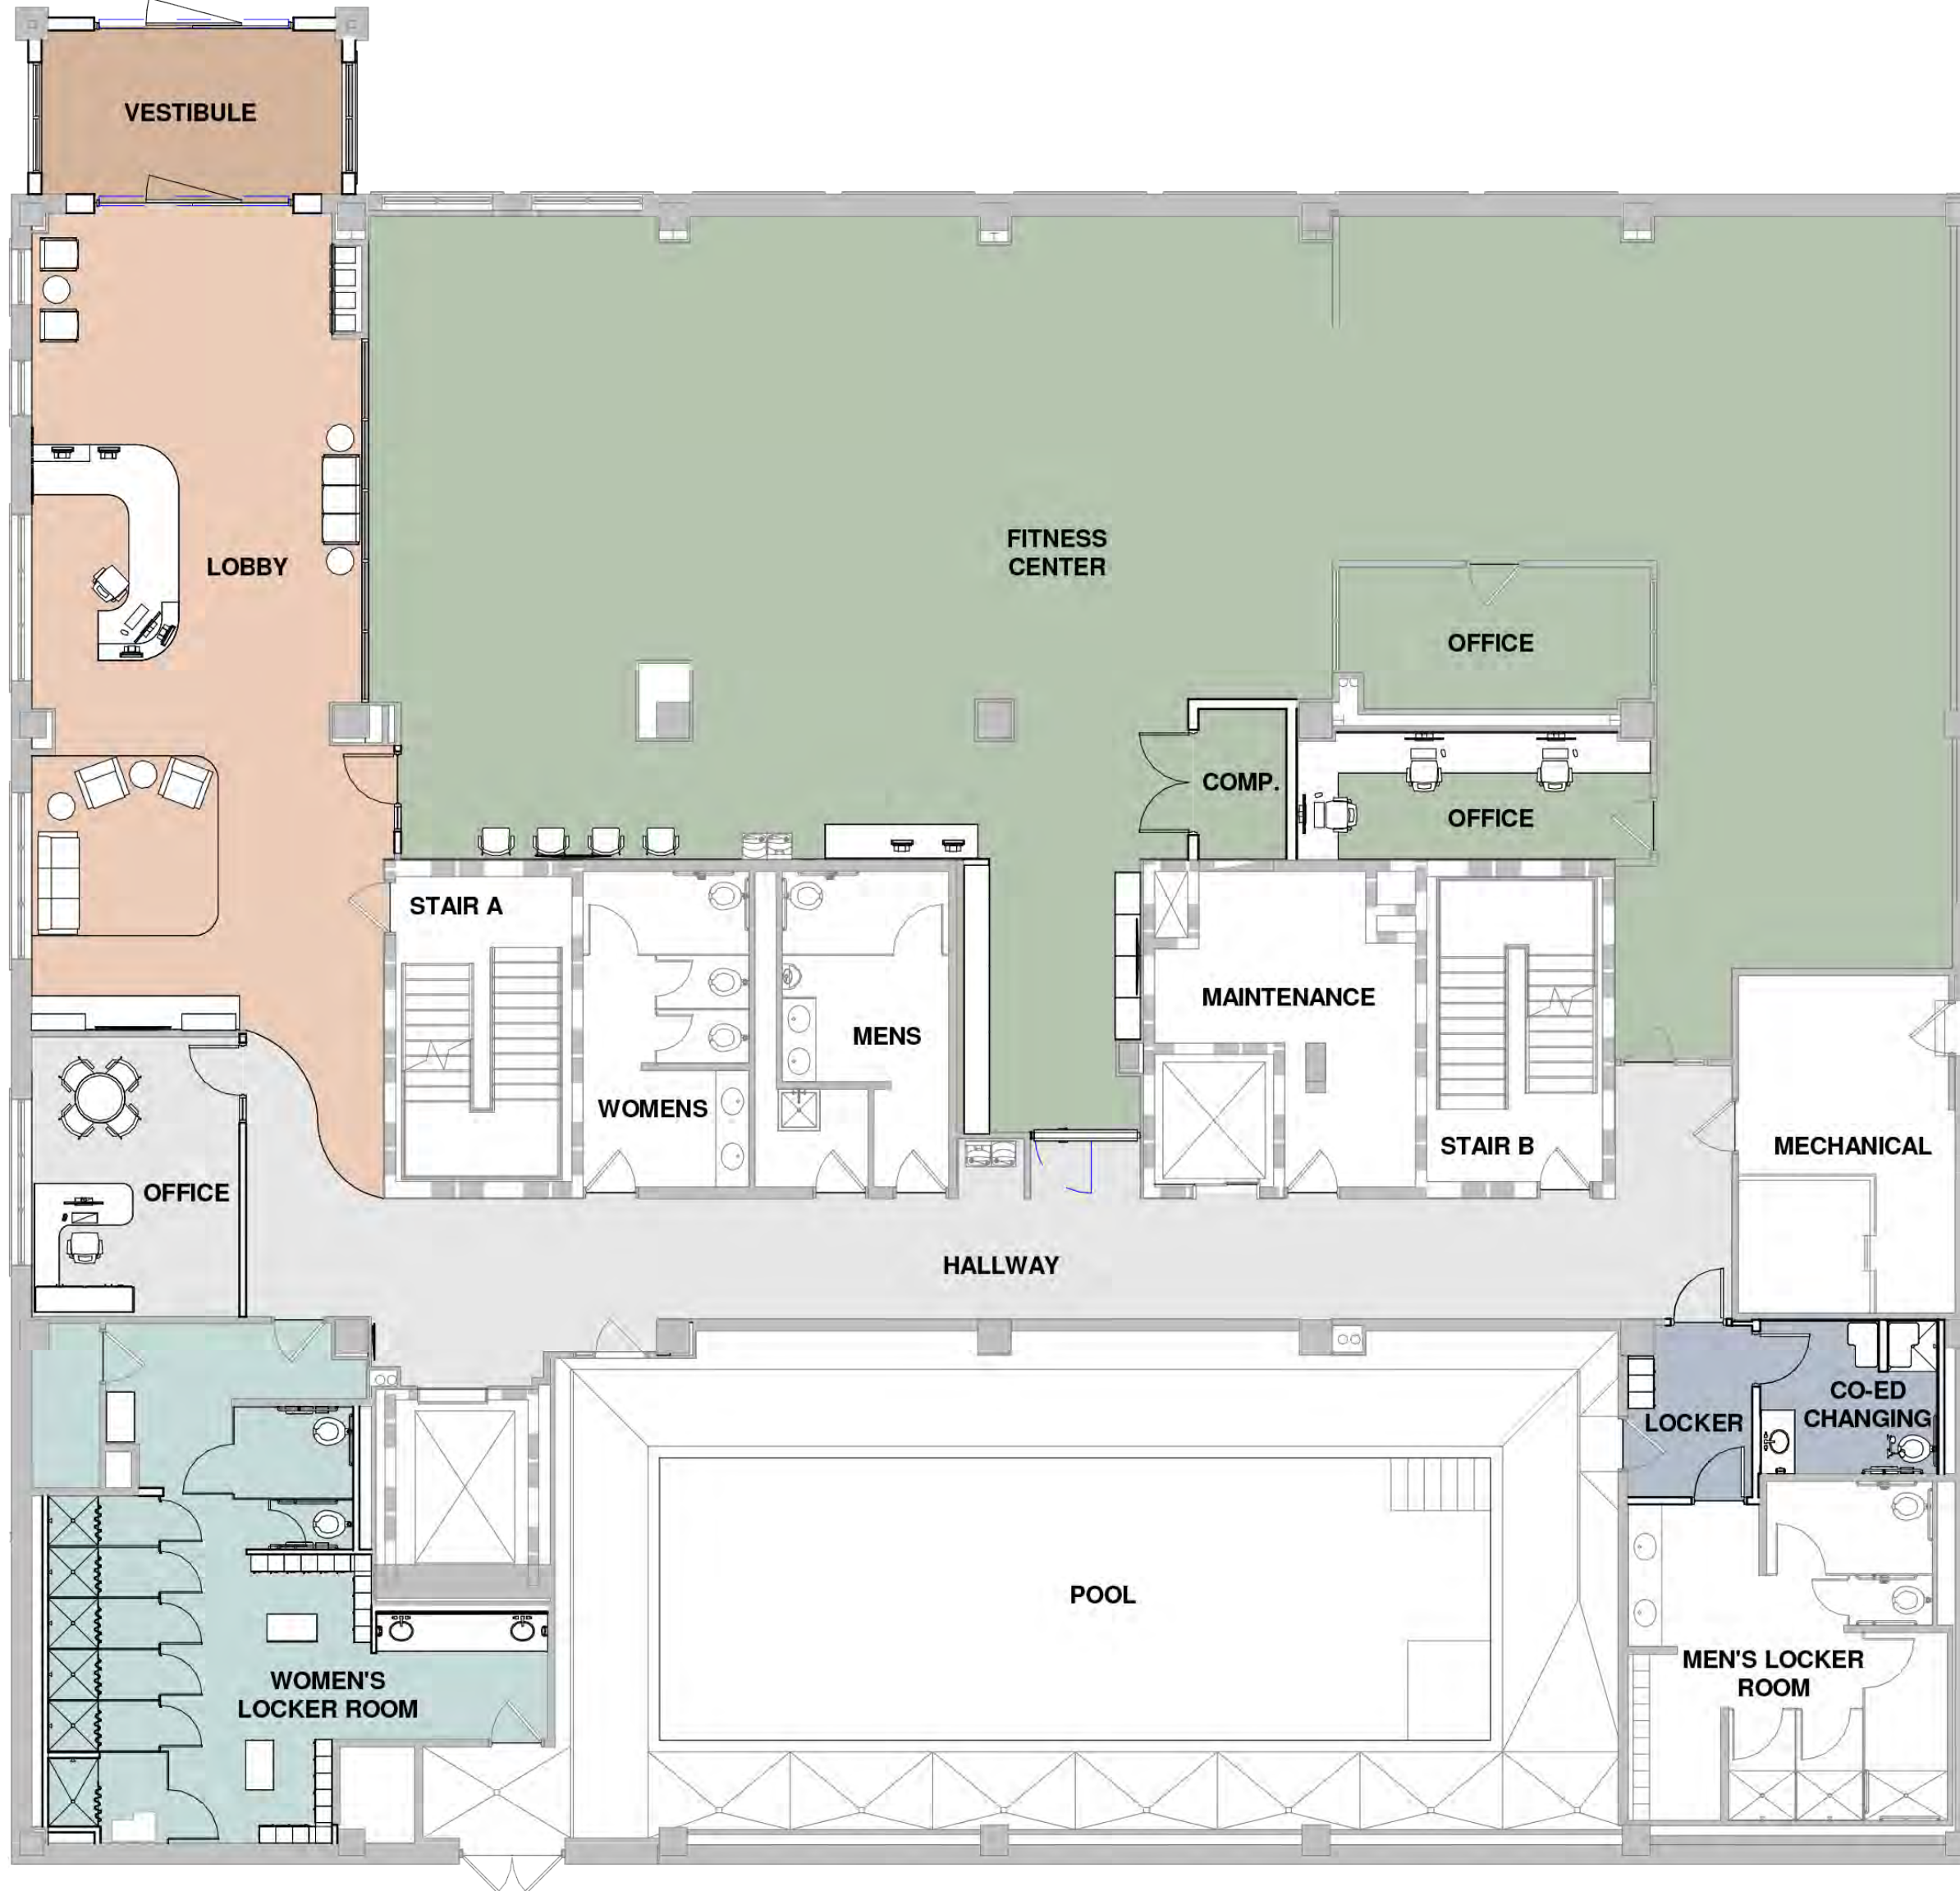 VESTIBULE
LOBBY
FITNESS
CENTER
OFFICE
COMP.
OFFICE
STAIR A
MAINTENANCE
MENS
WOMENS
STAIR B
MECHANICAL
OFFICE
HALLWAY
CO-ED
CHANGING
LOCKER
POOL
WOMEN'S
LOCKER ROOM
MEN'S LOCKER
ROOM